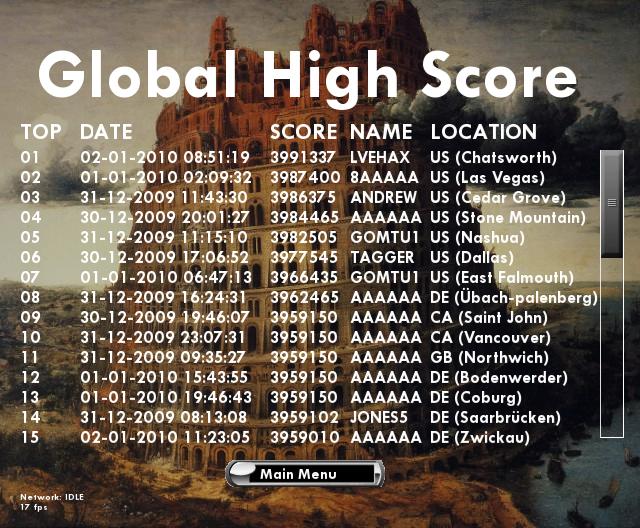 Global High Score
TOP DATE SCORE NAME LOCATION
01 02-01-2010 08:51:19 3991337 LVEHAX US (Chatsworth)
02 01-01-2010 02:09:32 3987400 8AAAAA US (Las Vegas)
03 31-12-2009 11:43:30 3986375 ANDREW US (Cedar Grove)
04 30-12-2009 20:01:27 3984465 AAAAAA US (Stone Mountain)
05 31-12-2009 11:15:10 3982505 GOMTU1 US (Nashua)
06 30-12-2009 17:06:52 3977545 TAGGER US (Dallas)
07 01-01-2010 06:47:13 3966435 GOMTU1 US (East Falmouth)
08 31-12-2009 16:24:31 3962465 AAAAAA DE (Übach-palenberg)
09 30-12-2009 19:46:07 3959150 AAAAAA CA (Saint John)
10 31-12-2009 23:07:31 3959150 AAAAAA CA (Vancouver)
11 31-12-2009 09:35:27 3959150 AAAAAA GB (Northwich)
12 01-01-2010 15:43:55 3959150 AAAAAA DE (Bodenwerder)
13 01-01-2010 19:46:43 3959150 AAAAAA DE (Coburg)
14 31-12-2009 08:13:08 3959102 JONES5 DE (Saarbrücken)
15 02-01-2010 11:23:05 3959010 AAAAAA DE (Zwickau)
Main Menu
Network: IDLE
17 fps